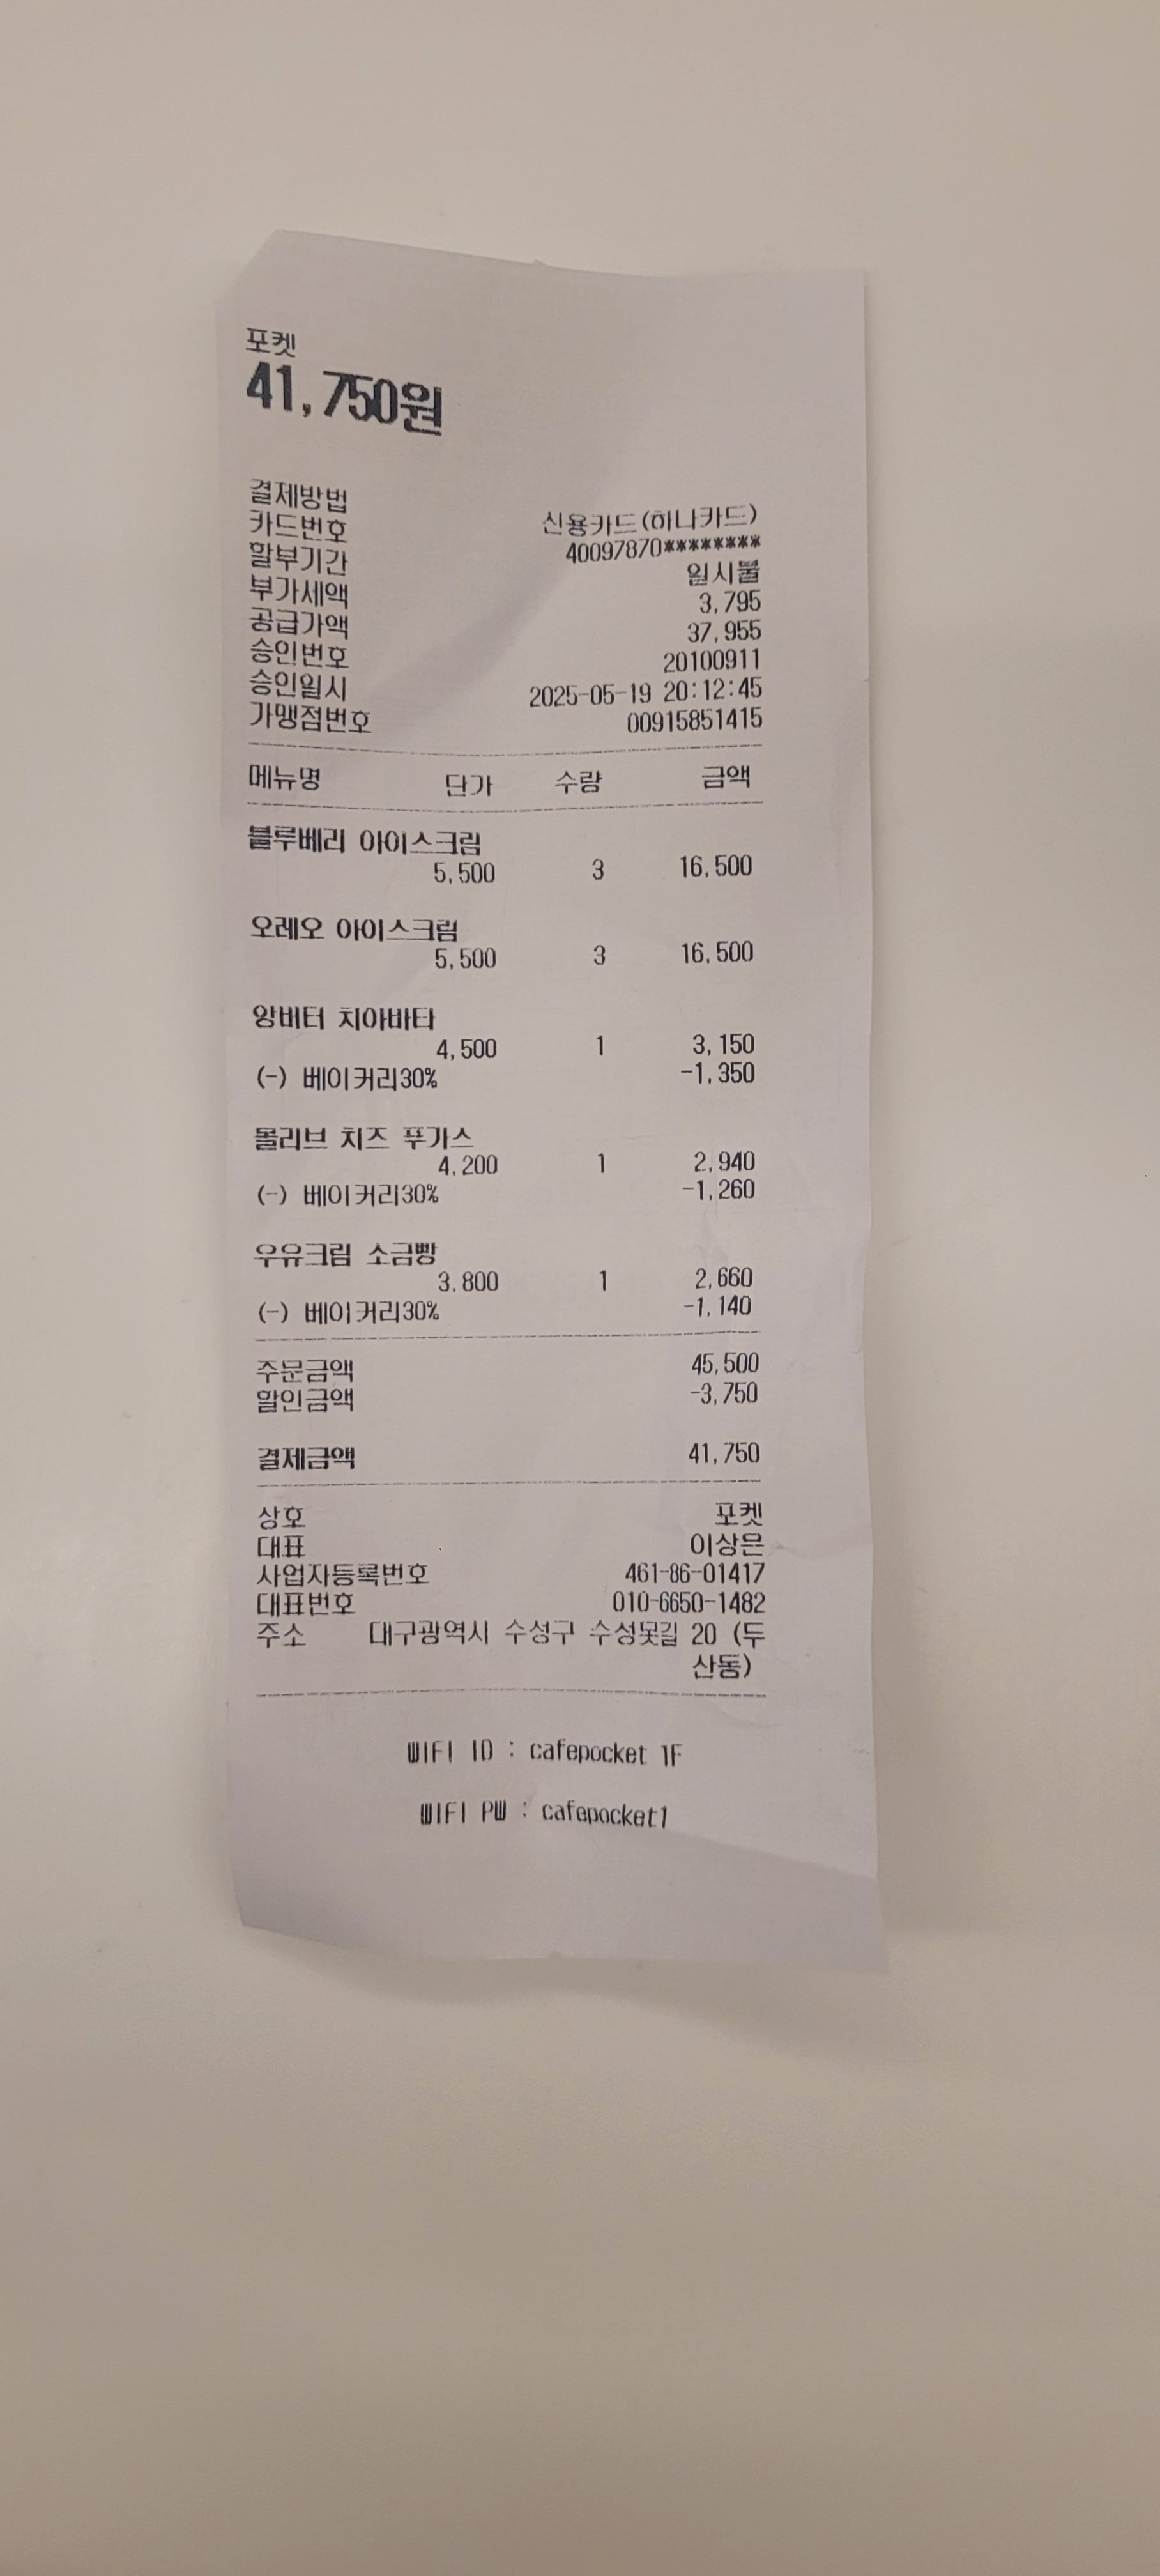 포켓
41,750원
결제방법 신용카드(하나카드)
카드번호 40097870********
할부기간 일시불
부가세액 3,795
공급가액 37,955
승인번호 20100911
승인일시 2025-05-19 20:12:45
가맹점번호 00915851415
메뉴명 단가 수량 금액
블루베리 아이스크림
5,500 3 16,500
오레오 아이스크림
5,500 3 16,500
앙버터 치아바타
4,500 1 3,150
(-) 베이커리30% -1,350
올리브 치즈 푸가스
4,200 1 2,940
(-) 베이커리30% -1,260
우유크림 소금빵
3,800 1 2,660
(-) 베이커리30% -1,140
주문금액 45,500
할인금액 -3,750
결제금액 41,750
상호 포켓
대표 이상은
사업자등록번호 461-86-01417
대표번호 010-6650-1482
주소 대구광역시 수성구 수성못길 20 (두
산동)
WIFI ID : cafepocket 1F
WIFI PW : cafepocket1